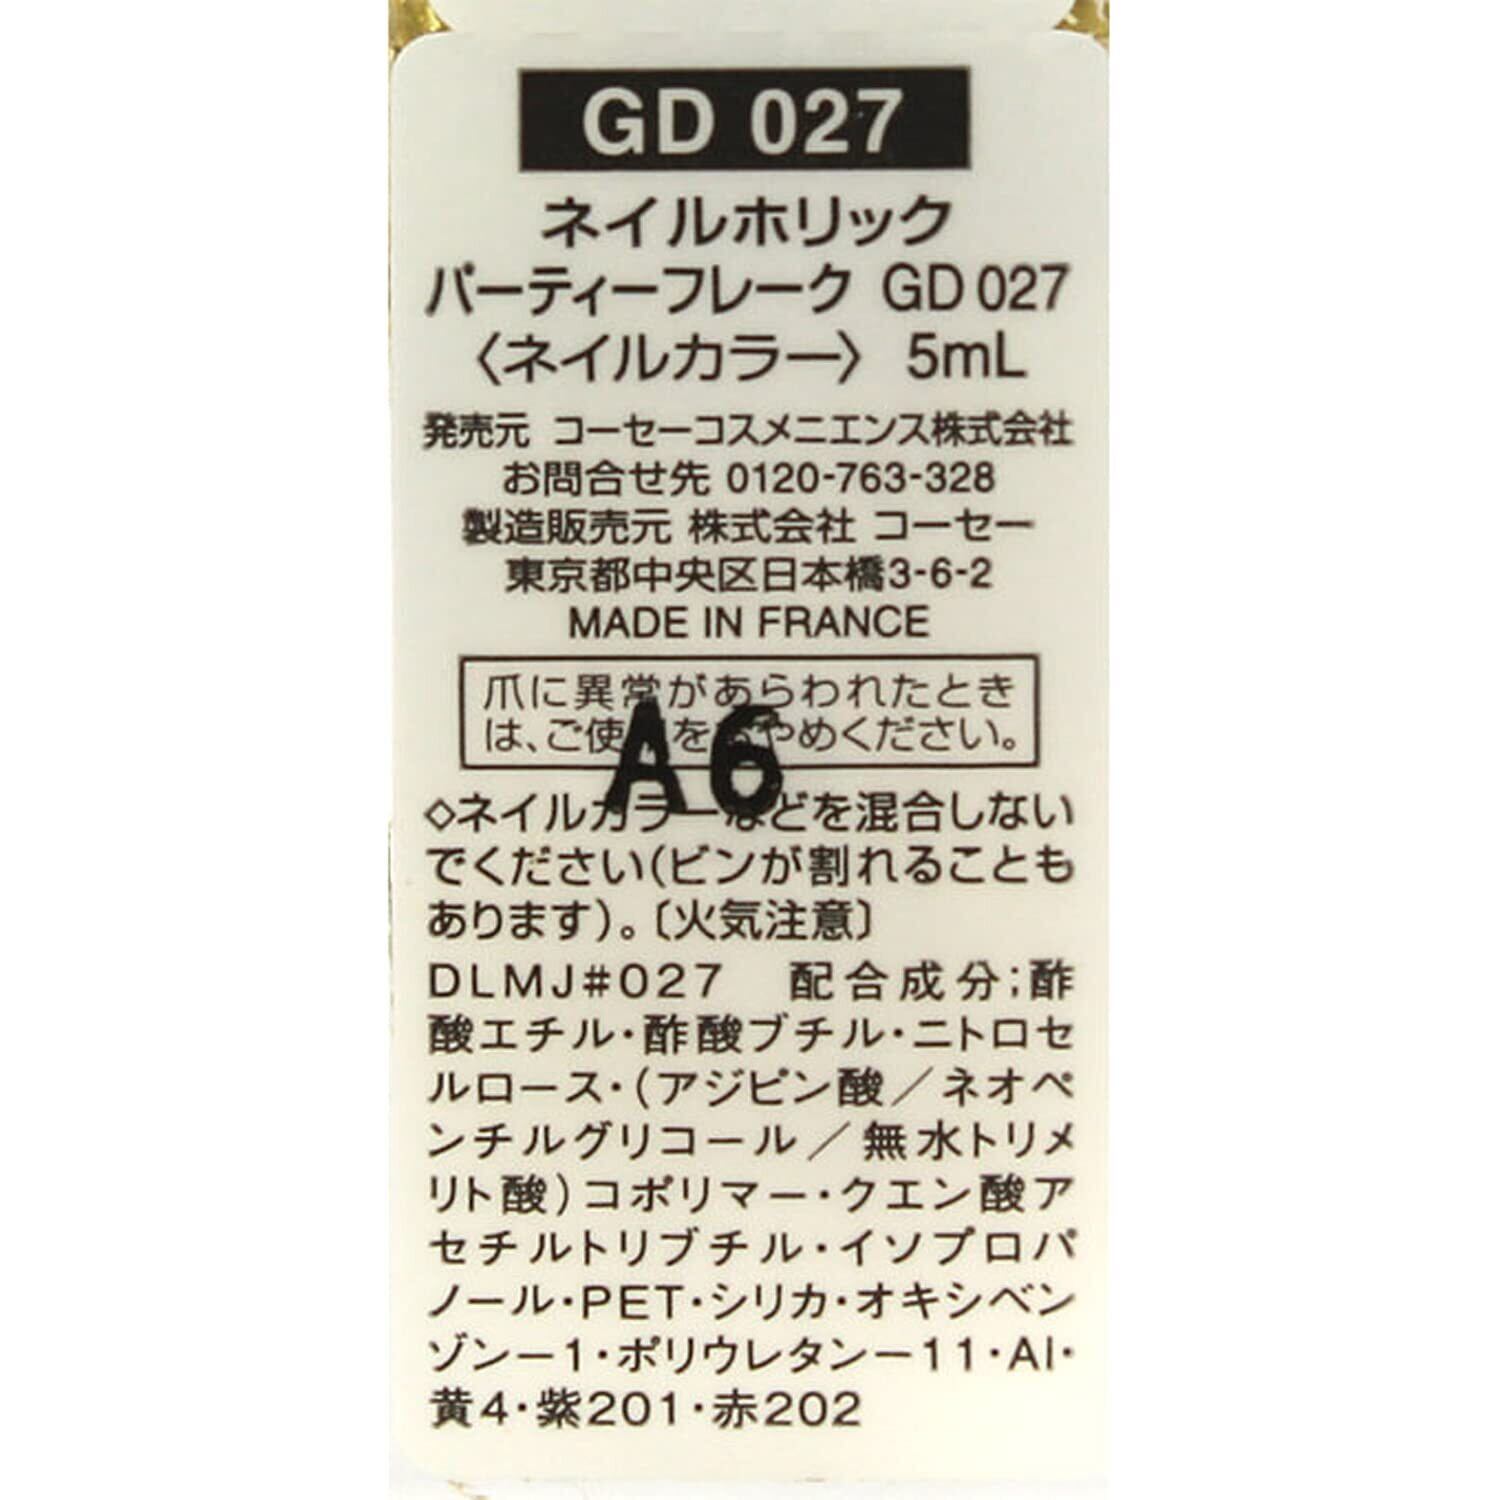 GD 027
ネイルホリック
パーティーフレーク GD 027
〈ネイルカラー〉 5mL
発売元 コーセーコスメニエンス株式会社
お問合せ先 0120-763-328
製造販売元 株式会社 コーセー
東京都中央区日本橋3-6-2
MADE IN FRANCE
爪に異常があらわれたとき
は、ご使用をおやめください。
A6
◇ネイルカラーなどを混合しない
でください(ビンが割れることも
あります)。〔火気注意〕
DLMJ#027 配合成分;酢
酸エチル・酢酸ブチル・ニトロセ
ルロース・(アジピン酸/ネオペ
ンチルグリコール/無水トリメ
リト酸)コポリマー・クエン酸ア
セチルトリブチル・イソプロパ
ノール・PET・シリカ・オキシベン
ゾン-1・ポリウレタン-11・Al・
黄4・紫201・赤202